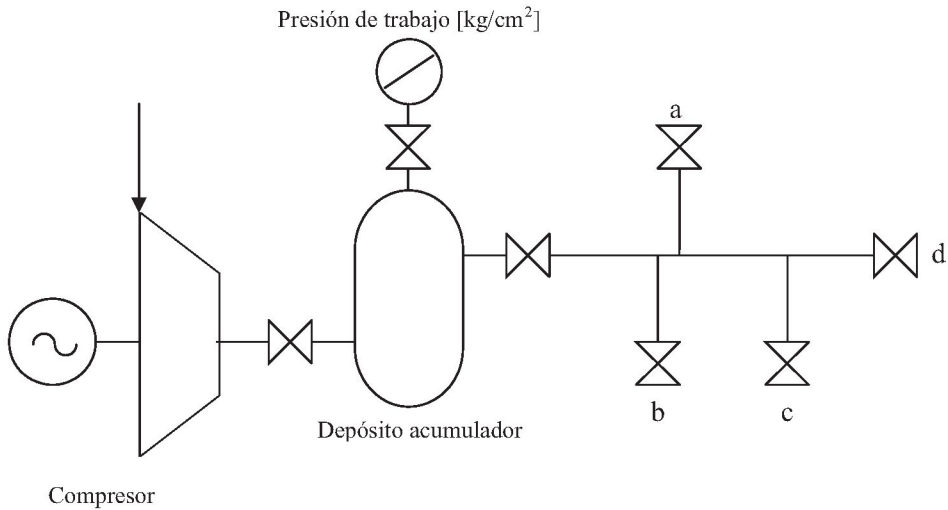 Presión de trabajo [kg/cm²]
a
d
b
c
Depósito acumulador
Compresor